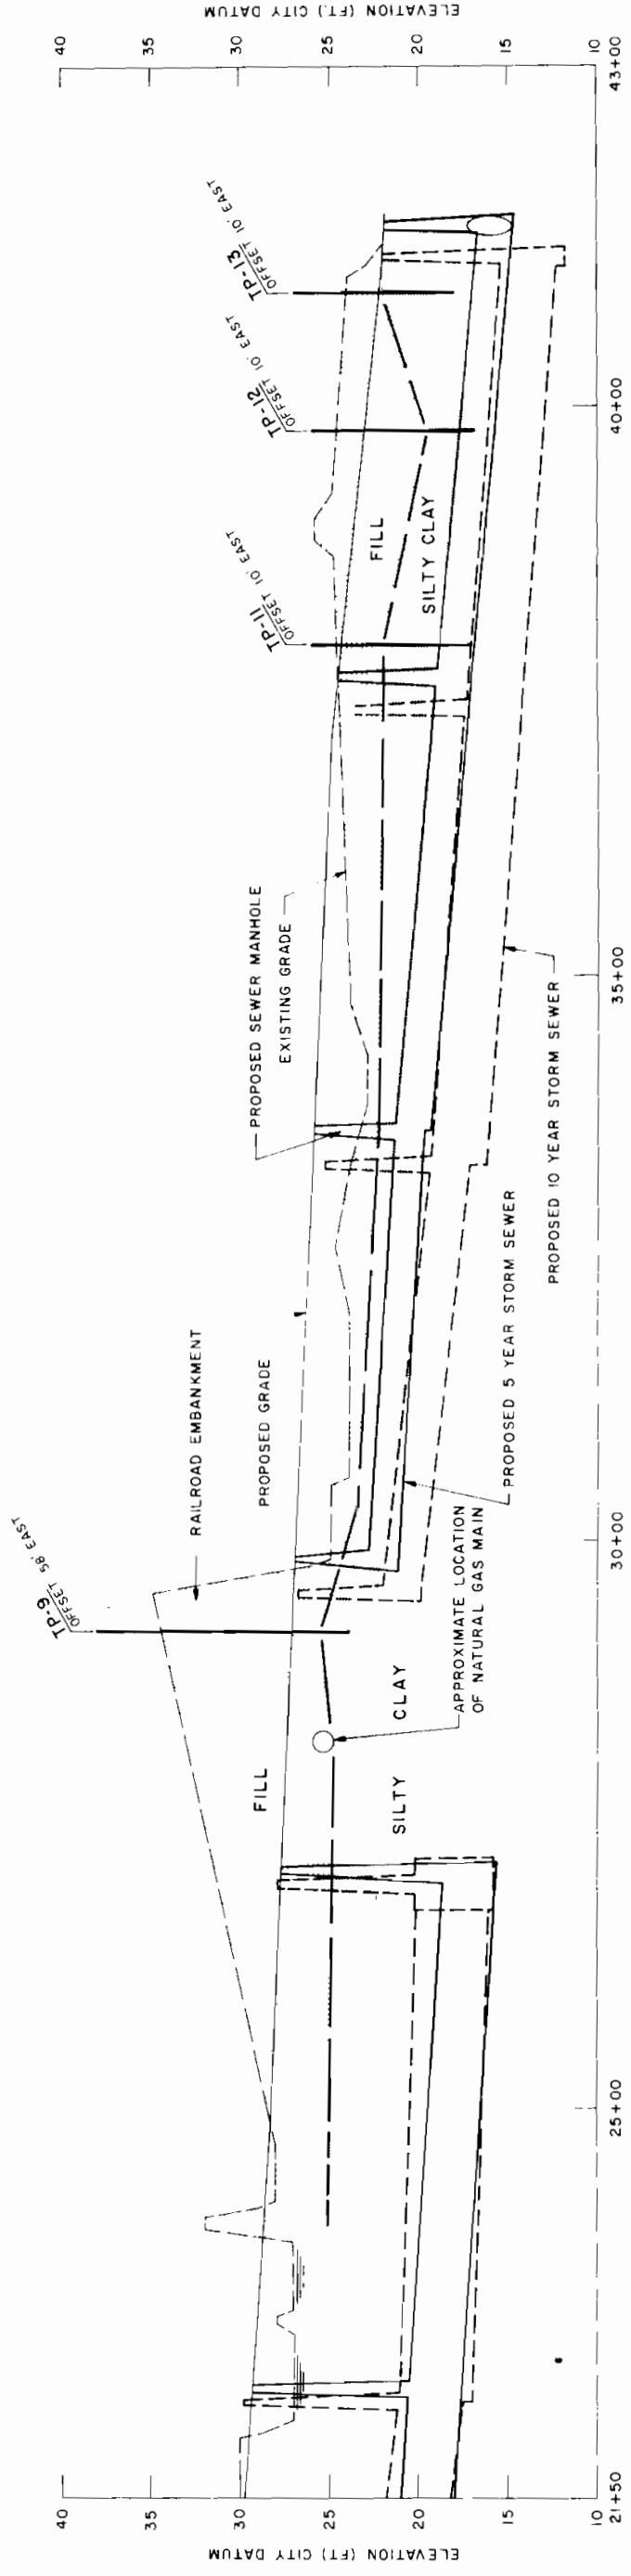 ELEVATION (FT.) CITY DATUM
40
35
30
25
20
15
10
TP-9
OFFSET 58' EAST
TP-11
OFFSET 10' EAST
TP-12
OFFSET 10' EAST
TP-13
OFFSET 10' EAST
RAILROAD EMBANKMENT
PROPOSED GRADE
PROPOSED SEWER MANHOLE
EXISTING GRADE
FILL
SILTY CLAY
FILL
SILTY CLAY
APPROXIMATE LOCATION
OF NATURAL GAS MAIN
PROPOSED 5 YEAR STORM SEWER
PROPOSED 10 YEAR STORM SEWER
21+50
25+00
30+00
35+00
40+00
43+00
40
35
30
25
20
15
10
ELEVATION (FT.) CITY DATUM